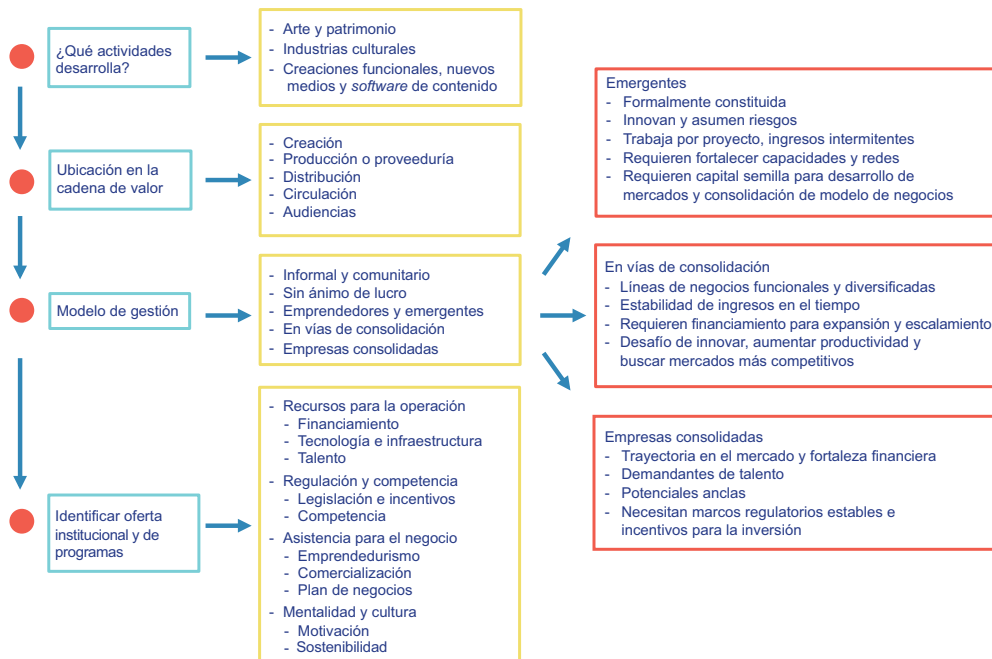 ¿Qué actividades
desarrolla?
- Arte y patrimonio
- Industrias culturales
- Creaciones funcionales, nuevos
medios y software de contenido
Ubicación en la
cadena de valor
- Creación
- Producción o proveeduría
- Distribución
- Circulación
- Audiencias
Modelo de gestión
- Informal y comunitario
- Sin ánimo de lucro
- Emprendedores y emergentes
- En vías de consolidación
- Empresas consolidadas
Emergentes
- Formalmente constituida
- Innovan y asumen riesgos
- Trabaja por proyecto, ingresos intermitentes
- Requieren fortalecer capacidades y redes
- Requieren capital semilla para desarrollo de
mercados y consolidación de modelo de negocios
En vías de consolidación
- Líneas de negocios funcionales y diversificadas
- Estabilidad de ingresos en el tiempo
- Requieren financiamiento para expansión y escalamiento
- Desafío de innovar, aumentar productividad y
buscar mercados más competitivos
Empresas consolidadas
- Trayectoria en el mercado y fortaleza financiera
- Demandantes de talento
- Potenciales anclas
- Necesitan marcos regulatorios estables e
incentivos para la inversión
Identificar oferta
institucional y de
programas
- Recursos para la operación
- Financiamiento
- Tecnología e infraestructura
- Talento
- Regulación y competencia
- Legislación e incentivos
- Competencia
- Asistencia para el negocio
- Emprendedurismo
- Comercialización
- Plan de negocios
- Mentalidad y cultura
- Motivación
- Sostenibilidad